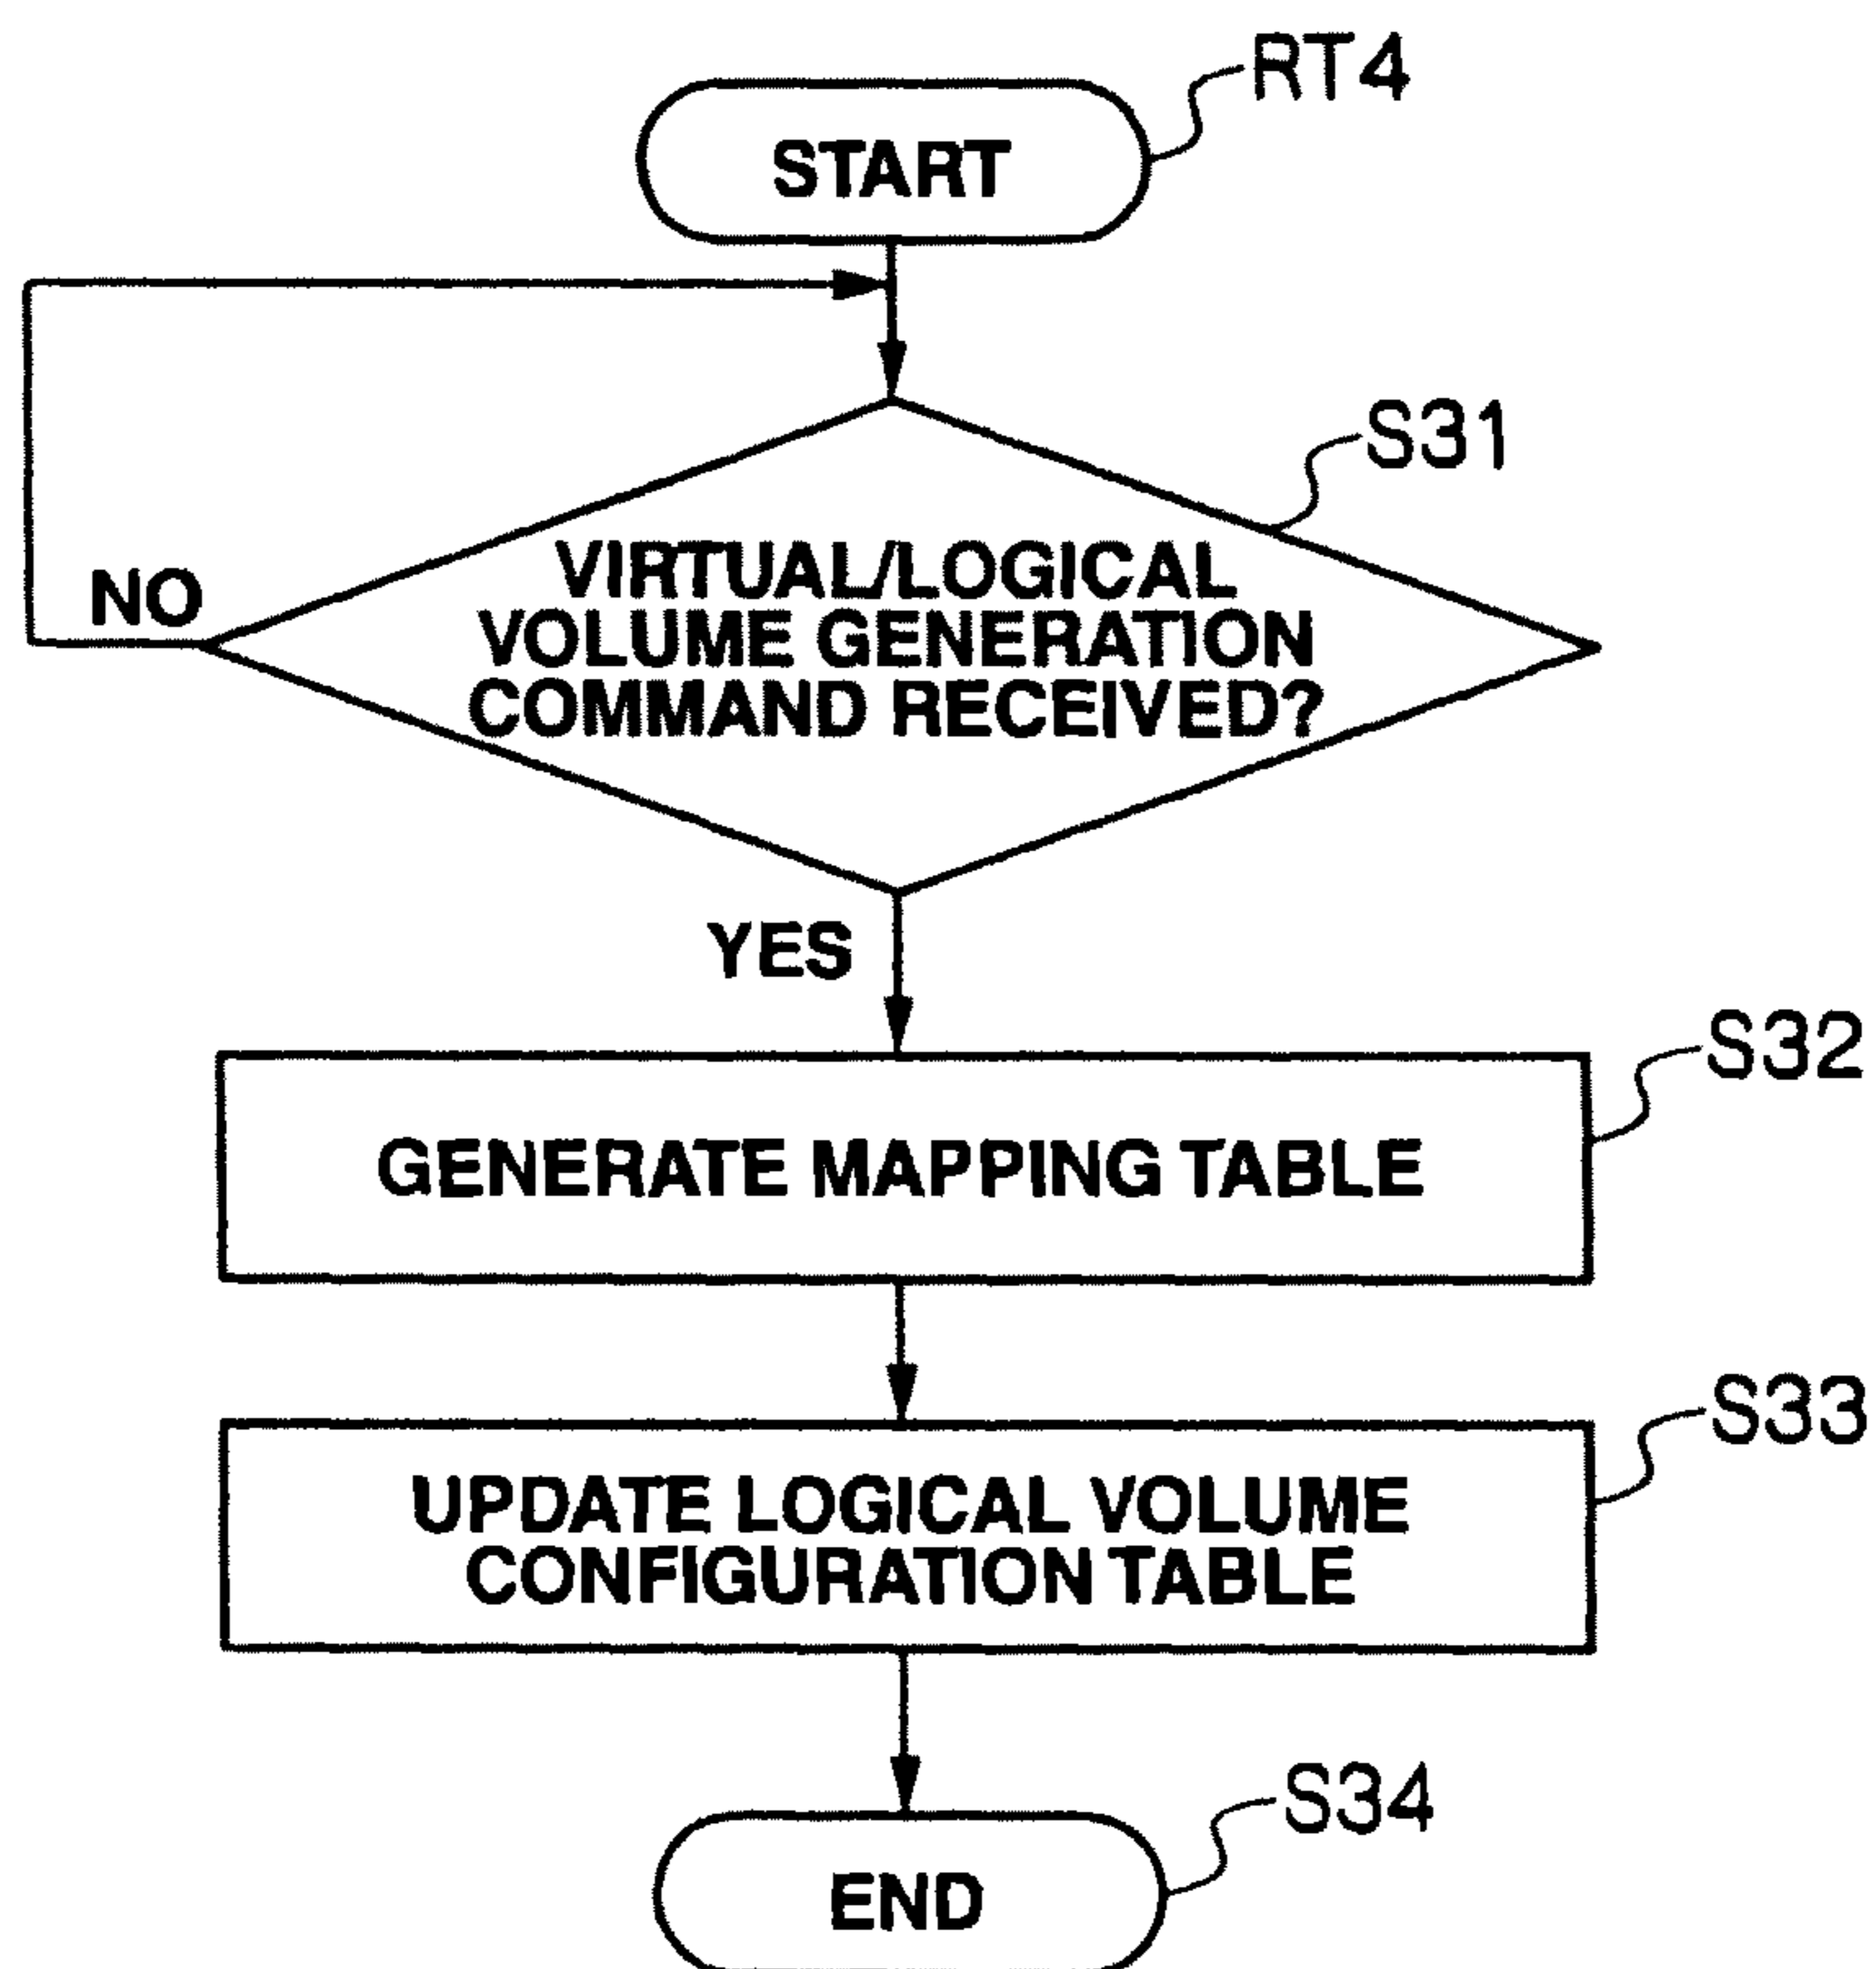 RT4
START
S31
VIRTUAL/LOGICAL
VOLUME GENERATION
COMMAND RECEIVED?
NO
YES
S32
GENERATE MAPPING TABLE
S33
UPDATE LOGICAL VOLUME
CONFIGURATION TABLE
S34
END